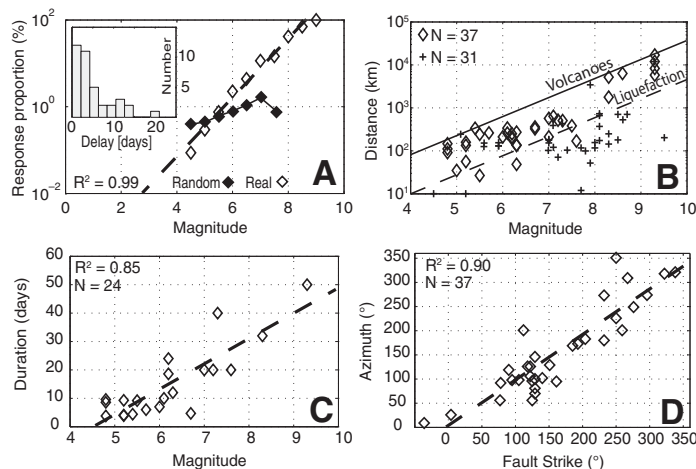 Response proportion (%)
10²
10⁰
10⁻²
0 2 4 6 8 10
Magnitude
10
5
2
Number
0 10 20
Delay [days]
R² = 0.99
Random Real
A
Distance (km)
10⁵
10⁴
10³
10²
10¹
4 5 6 7 8 9 10
Magnitude
N = 37
N = 31
Volcanoes
Liquefaction
B
Duration (days)
60
50
40
30
20
10
0
4 5 6 7 8 9 10
Magnitude
R² = 0.85
N = 24
C
Azimuth (°)
350
300
250
200
150
100
50
0
0 50 100 150 200 250 300 350
Fault Strike (°)
R² = 0.90
N = 37
D